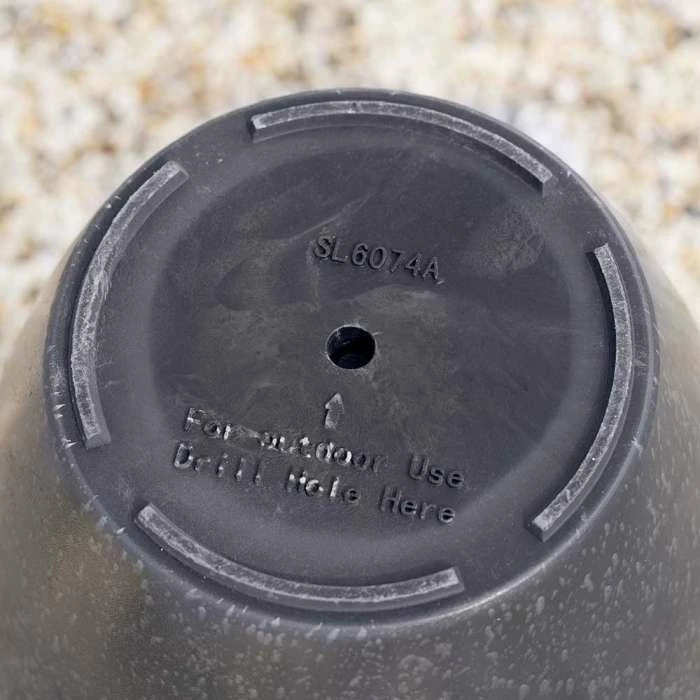 SL6074A
For outdoor Use
Drill Hole Here